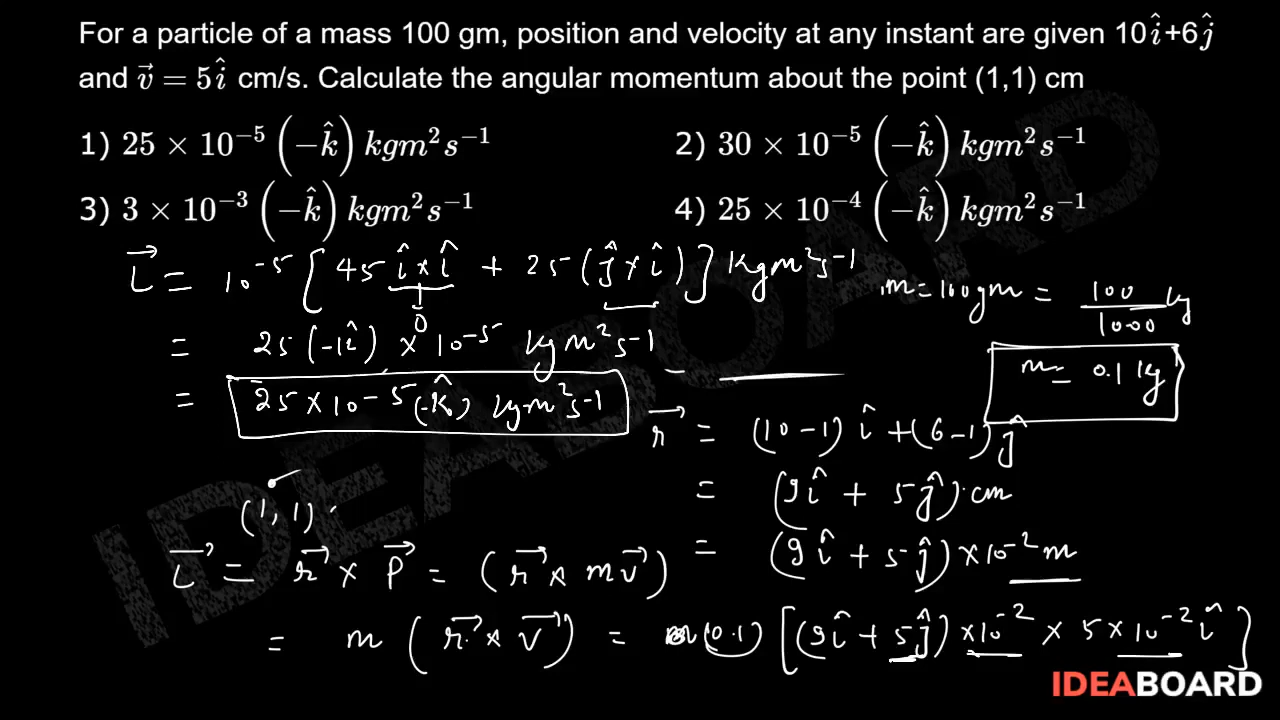 For a particle of a mass 100 gm, position and velocity at any instant are given 10î+6ĵ
and v⃗ = 5î cm/s. Calculate the angular momentum about the point (1,1) cm
1) 25 × 10⁻⁵ (−k̂) kgm²s⁻¹
2) 30 × 10⁻⁵ (−k̂) kgm²s⁻¹
3) 3 × 10⁻³ (−k̂) kgm²s⁻¹
4) 25 × 10⁻⁴ (−k̂) kgm²s⁻¹
L⃗ = 10⁻⁵ [45 î × î + 25 (ĵ × î)] kgm²s⁻¹
0
= 25 (-1î) × 10⁻⁵ kgm²s⁻¹
= 25 × 10⁻⁵ (-k̂) kgm²s⁻¹
m = 100gm = 100/1000 kg
m = 0.1 kg
r⃗ = (10-1) î + (6-1) ĵ
= (9î + 5ĵ) cm
= (9î + 5ĵ) × 10⁻² m
(1, 1)
L⃗ = r⃗ × P⃗ = (r⃗ × mv⃗)
= m (r⃗ × v⃗) = (0.1) [(9î + 5ĵ) × 10⁻² × 5 × 10⁻² î]
IDEABOARD
IDEABOARD